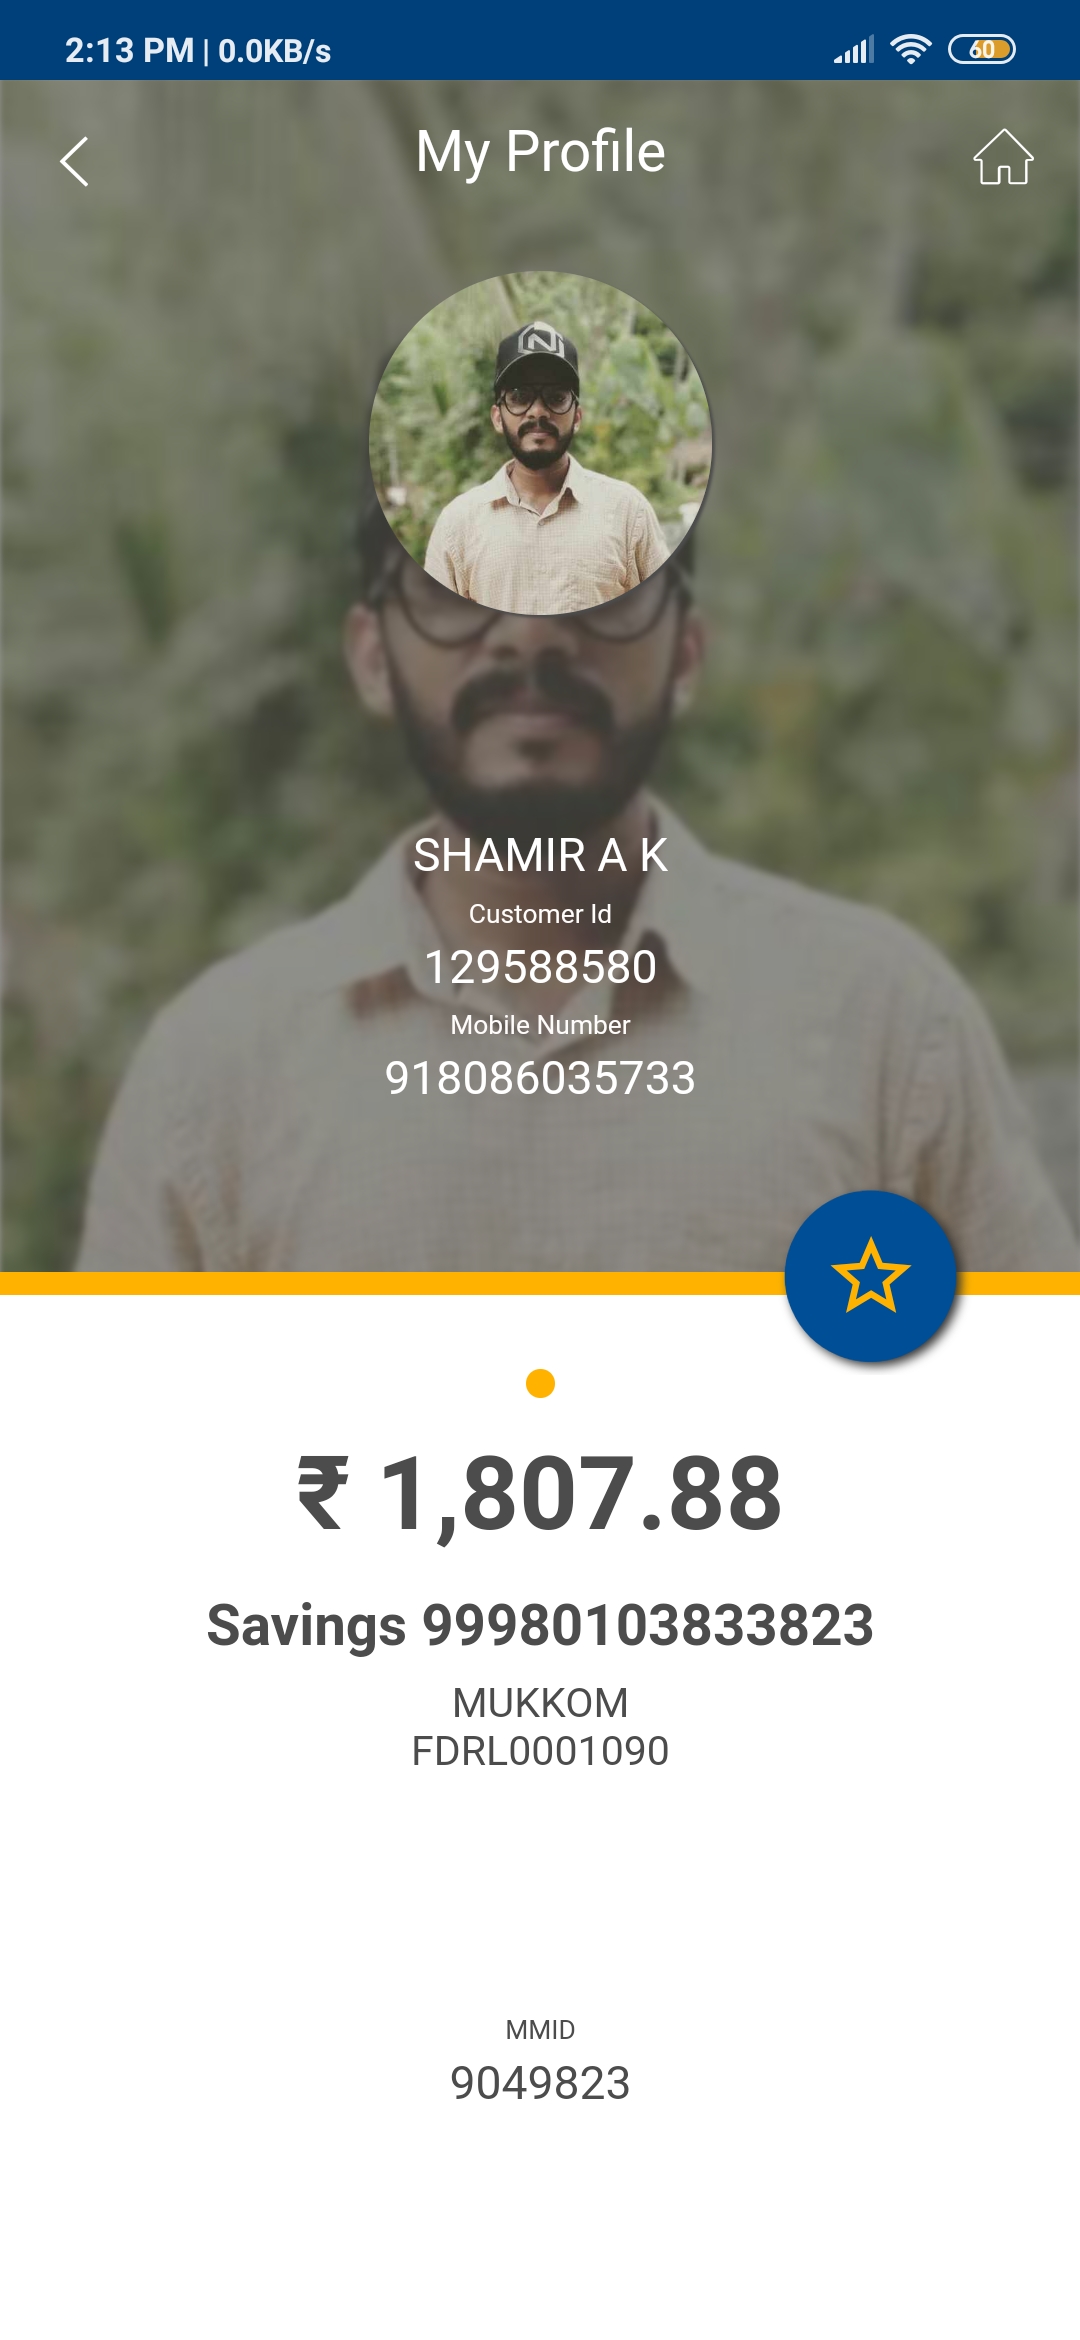 2:13 PM | 0.0KB/s 60
My Profile
N
SHAMIR A K
Customer Id
129588580
Mobile Number
918086035733
₹ 1,807.88
Savings 99980103833823
MUKKOM
FDRL0001090
MMID
9049823